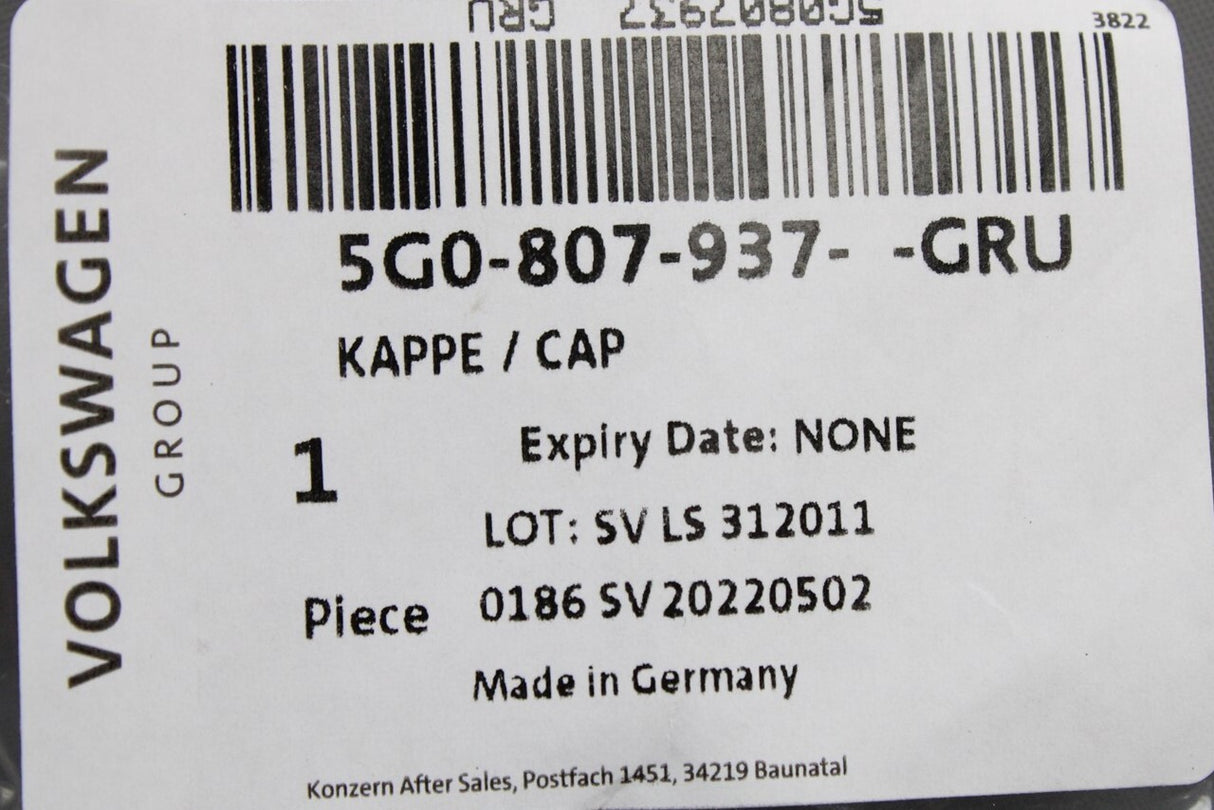 5G0807937 GRU
3822
5G0-807-937- -GRU
KAPPE / CAP
1
Expiry Date: NONE
LOT: SV LS 312011
Piece
0186 SV 20220502
Made in Germany
Konzern After Sales, Postfach 1451, 34219 Baunatal
VOLKSWAGEN
GROUP